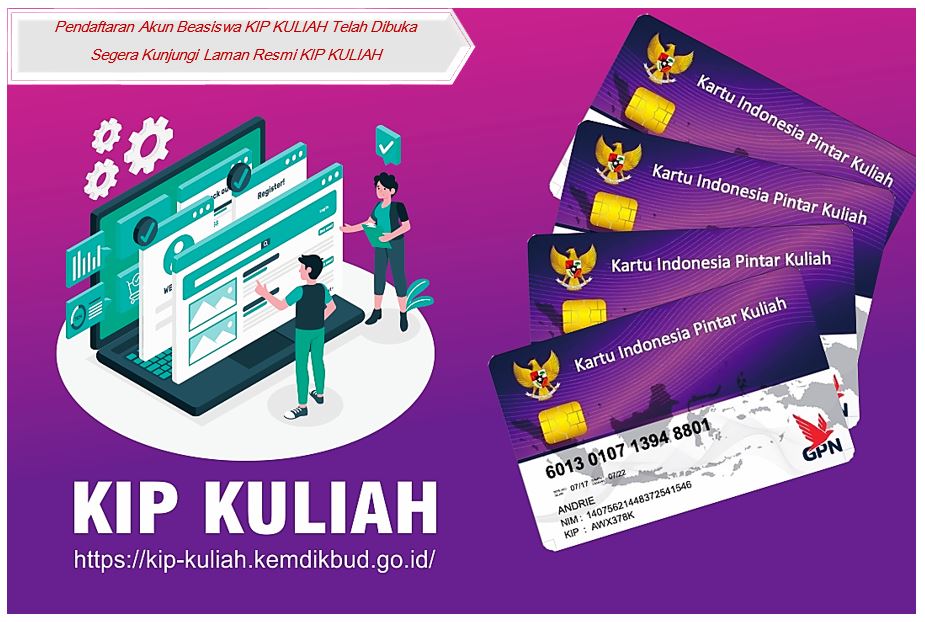 Pendaftaran Akun Beasiswa KIP KULIAH Telah Dibuka
Segera Kunjungi Laman Resmi KIP KULIAH
Kartu Indonesia Pintar Kuliah
Kartu Indonesia Pintar Kuliah
Kartu Indonesia Pintar Kuliah
Kartu Indonesia Pintar Kuliah
Register!
6013 0107 1394 8801
07/17 07/22
ANDRIE
NIM : 14075621448372541546
KIP : AWX378K
GPN
KIP KULIAH
https://kip-kuliah.kemdikbud.go.id/